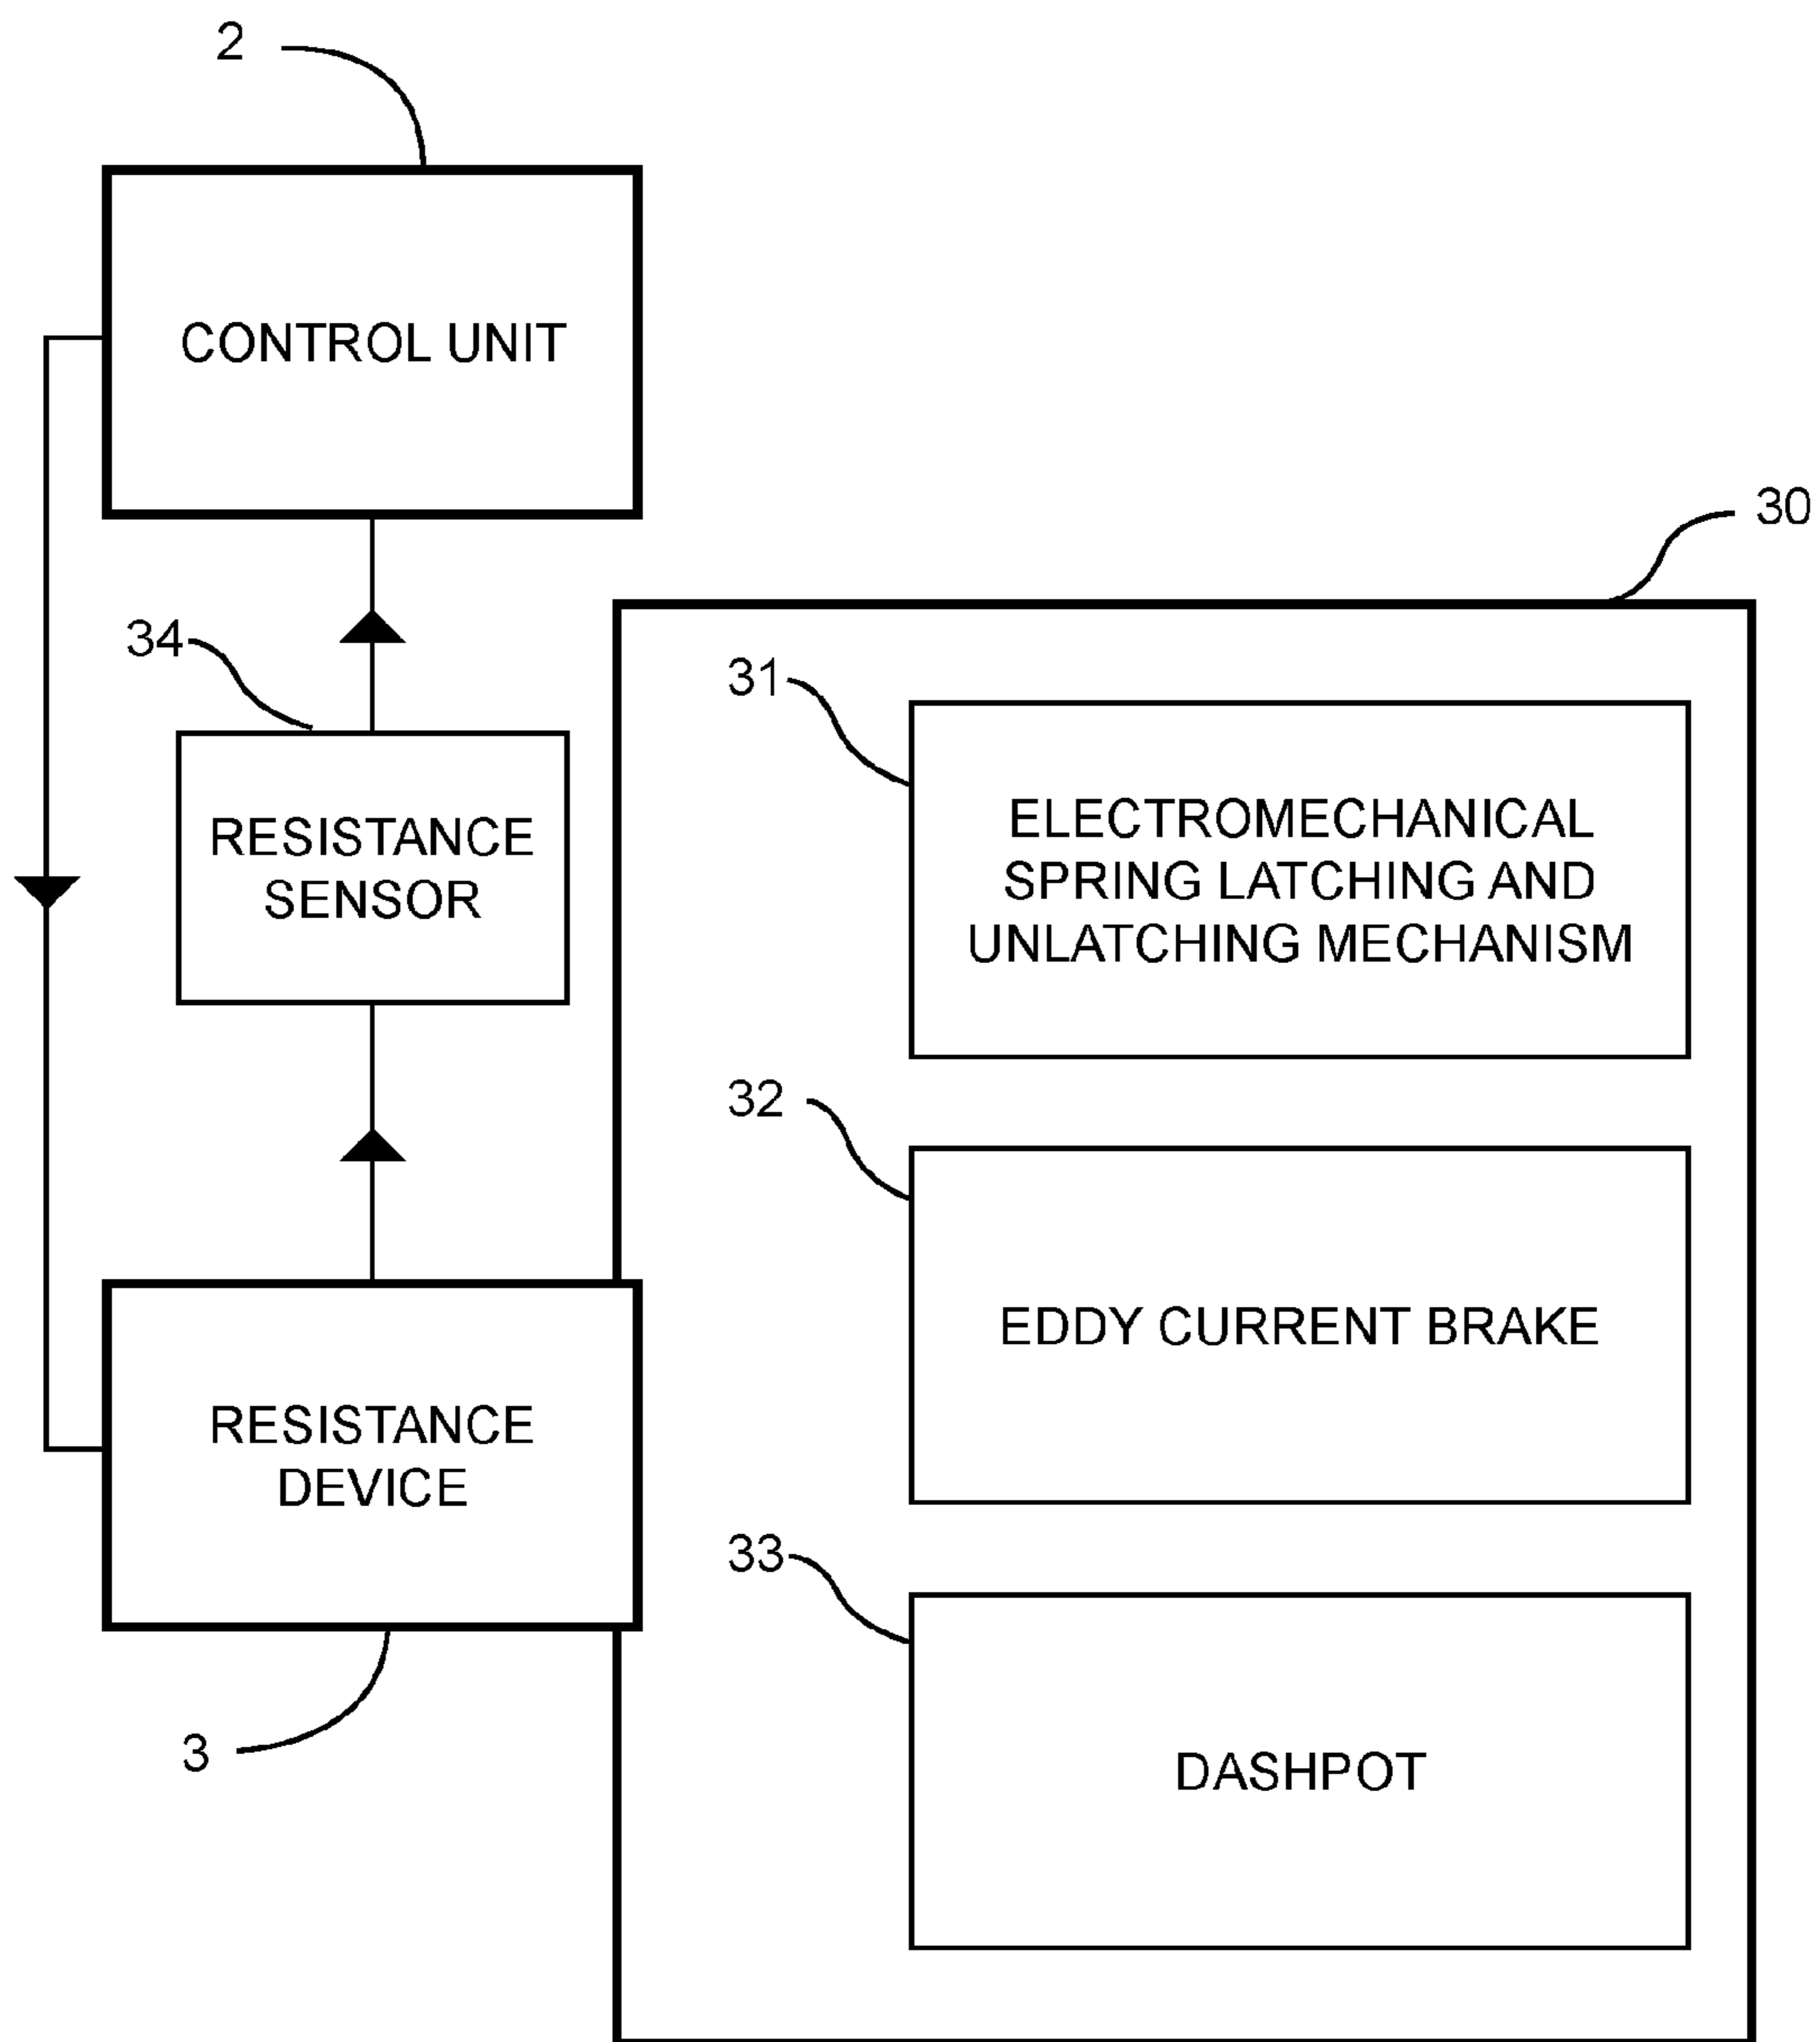 2
CONTROL UNIT
30
34
31
RESISTANCE
SENSOR
ELECTROMECHANICAL
SPRING LATCHING AND
UNLATCHING MECHANISM
32
EDDY CURRENT BRAKE
RESISTANCE
DEVICE
33
3
DASHPOT